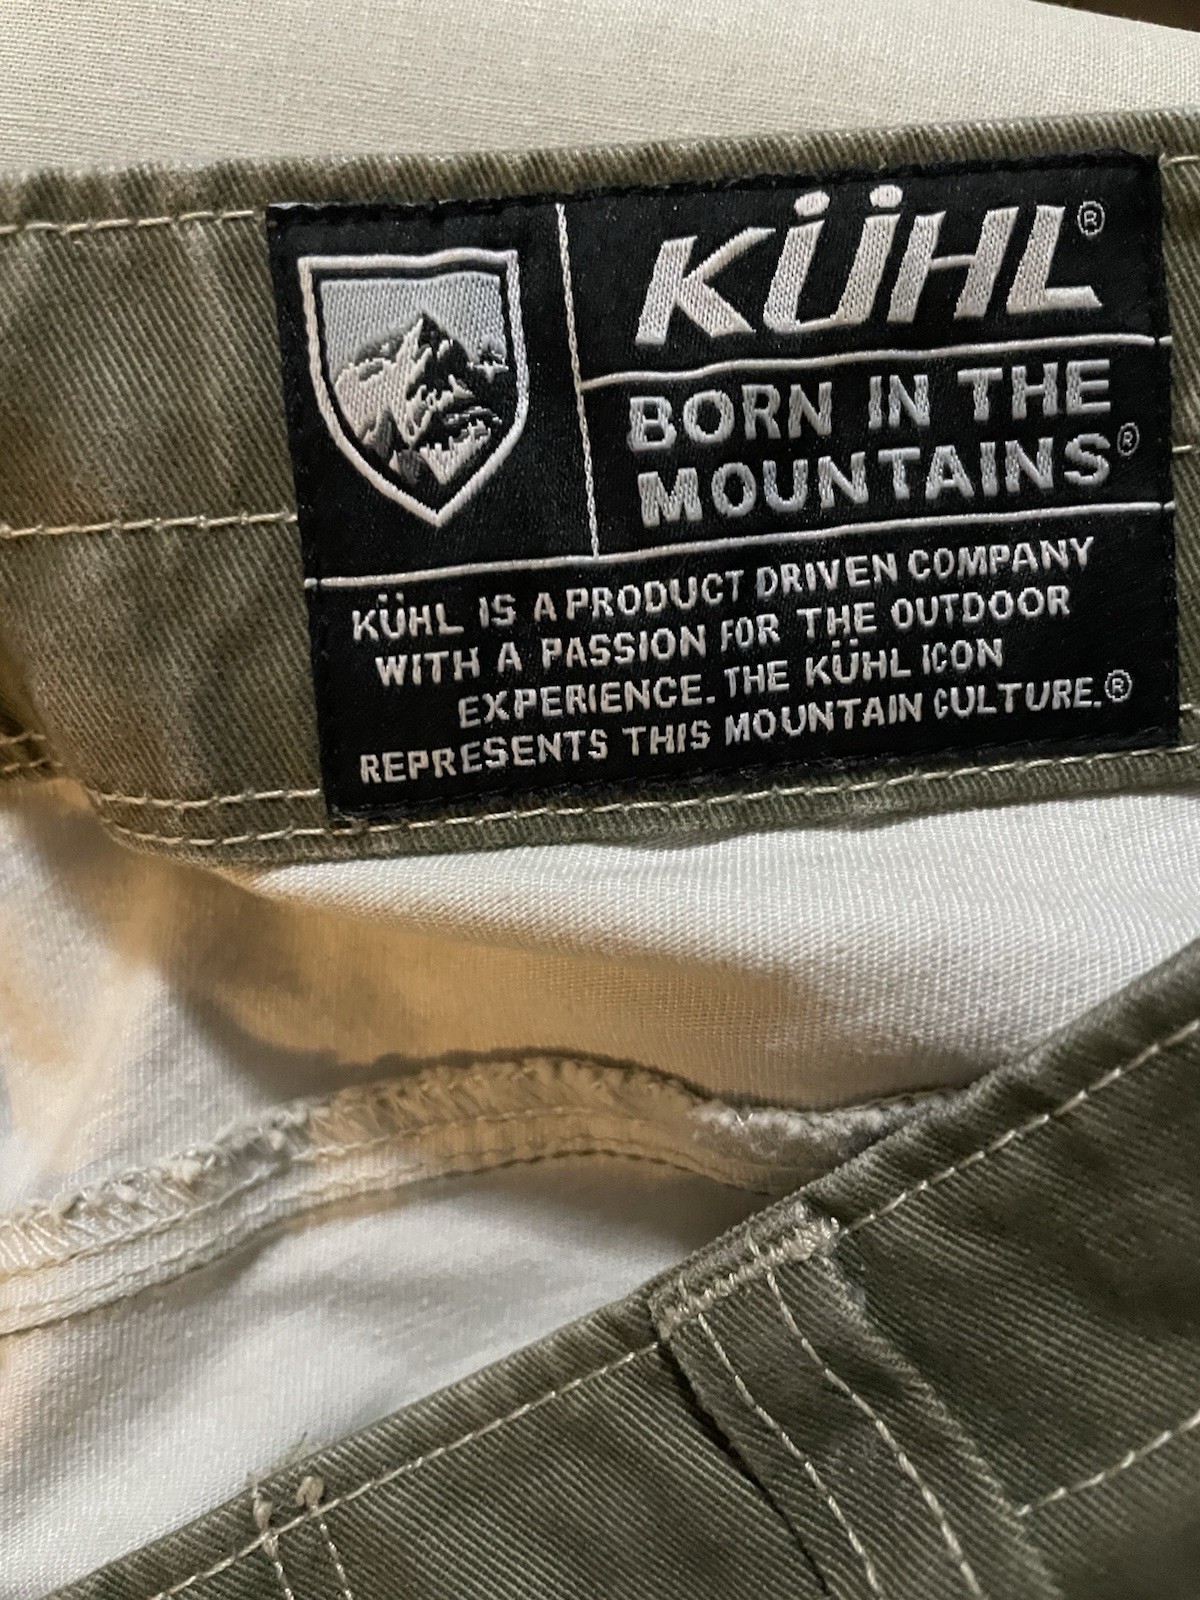 KÜHL®
BORN IN THE
MOUNTAINS®
KÜHL IS A PRODUCT DRIVEN COMPANY
WITH A PASSION FOR THE OUTDOOR
EXPERIENCE. THE KÜHL ICON
REPRESENTS THIS MOUNTAIN CULTURE.®